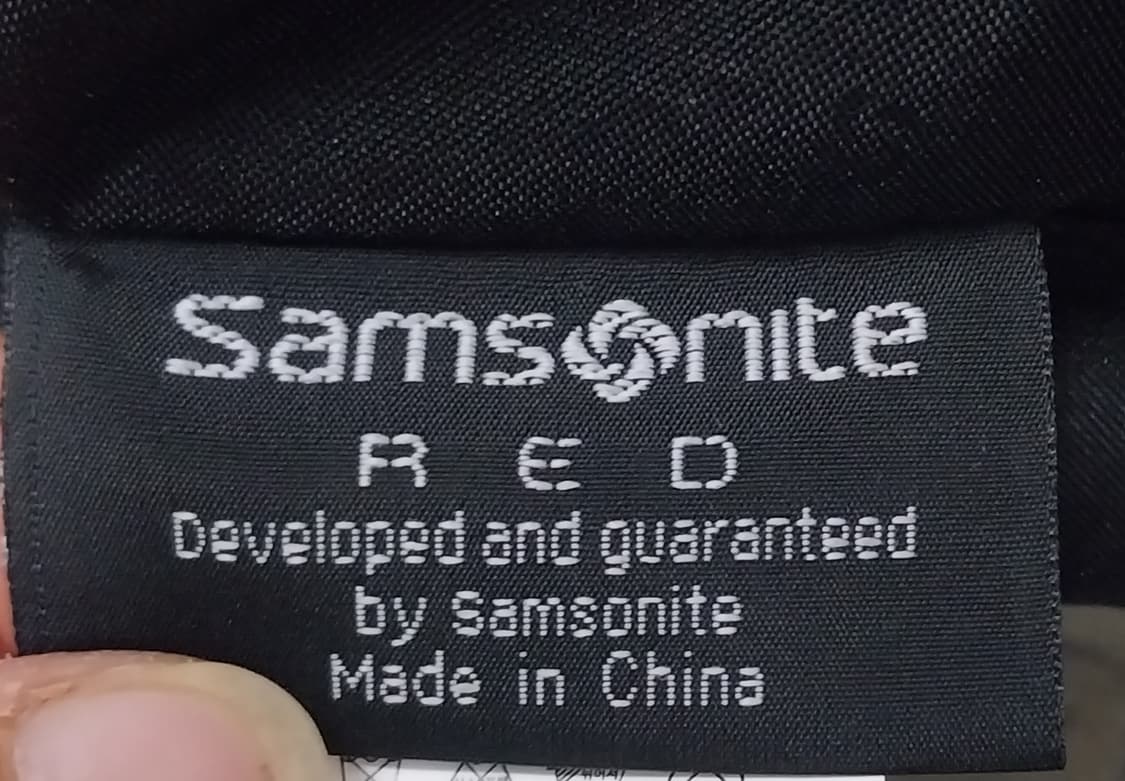 Samsonite
RED
Developed and guaranteed
by Samsonite
Made in China